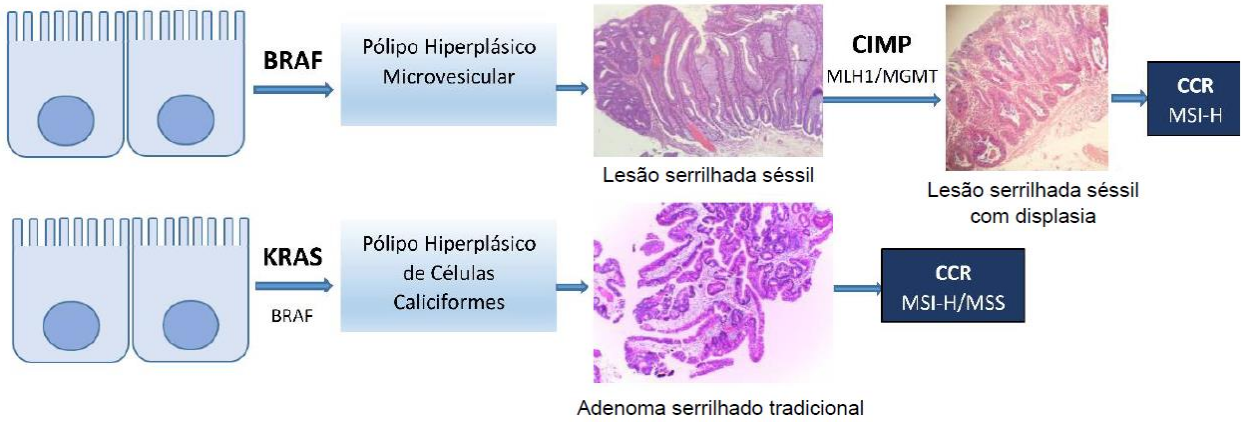 BRAF
Pólipo Hiperplásico
Microvesicular
Lesão serrilhada séssil
CIMP
MLH1/MGMT
Lesão serrilhada séssil
com displasia
CCR
MSI-H
KRAS
BRAF
Pólipo Hiperplásico
de Células
Caliciformes
Adenoma serrilhado tradicional
CCR
MSI-H/MSS